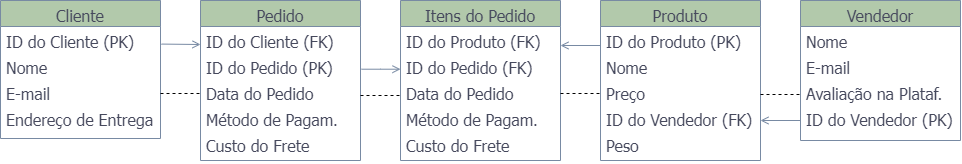 Cliente
ID do Cliente (PK)
Nome
E-mail
Endereço de Entrega
Pedido
ID do Cliente (FK)
ID do Pedido (PK)
Data do Pedido
Método de Pagam.
Custo do Frete
Itens do Pedido
ID do Produto (FK)
ID do Pedido (FK)
Data do Pedido
Método de Pagam.
Custo do Frete
Produto
ID do Produto (PK)
Nome
Preço
ID do Vendedor (FK)
Peso
Vendedor
Nome
E-mail
Avaliação na Plataf.
ID do Vendedor (PK)